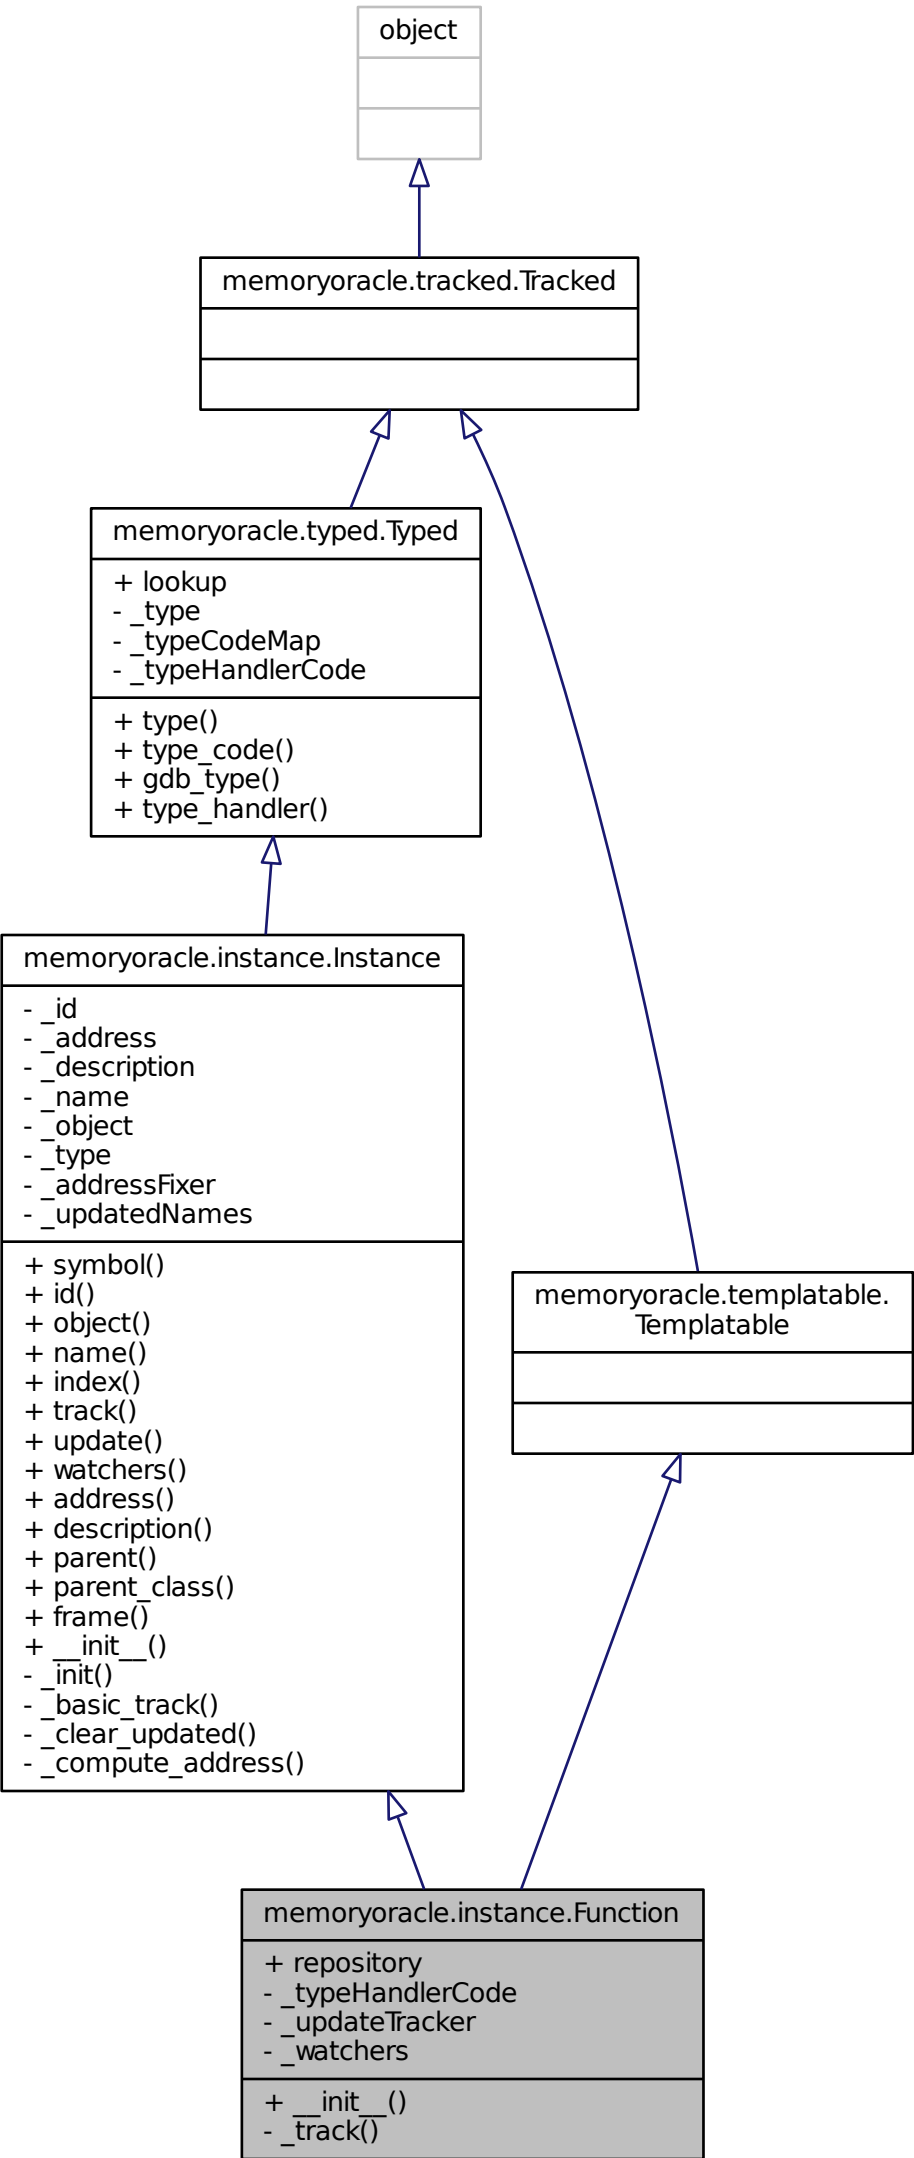 object
memoryoracle.tracked.Tracked
memoryoracle.typed.Typed
+ lookup
- _type
- _typeCodeMap
- _typeHandlerCode
+ type()
+ type_code()
+ gdb_type()
+ type_handler()
memoryoracle.instance.Instance
- _id
- _address
- _description
- _name
- _object
- _type
- _addressFixer
- _updatedNames
+ symbol()
+ id()
+ object()
+ name()
+ index()
+ track()
+ update()
+ watchers()
+ address()
+ description()
+ parent()
+ parent_class()
+ frame()
+ __init__()
- _init()
- _basic_track()
- _clear_updated()
- _compute_address()
memoryoracle.templatable.
Templatable
memoryoracle.instance.Function
+ repository
- _typeHandlerCode
- _updateTracker
- _watchers
+ __init__()
- _track()